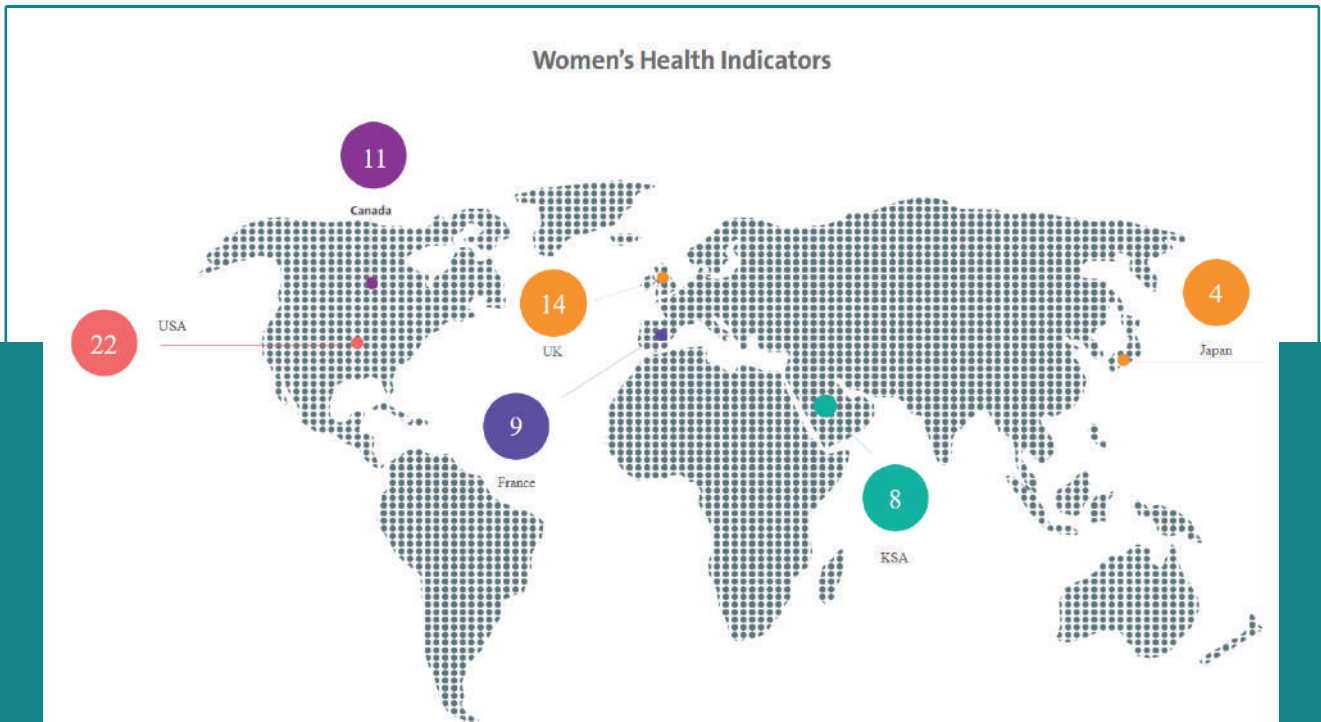 Women's Health Indicators
11
Canada
22
USA
14
UK
4
Japan
9
France
8
KSA